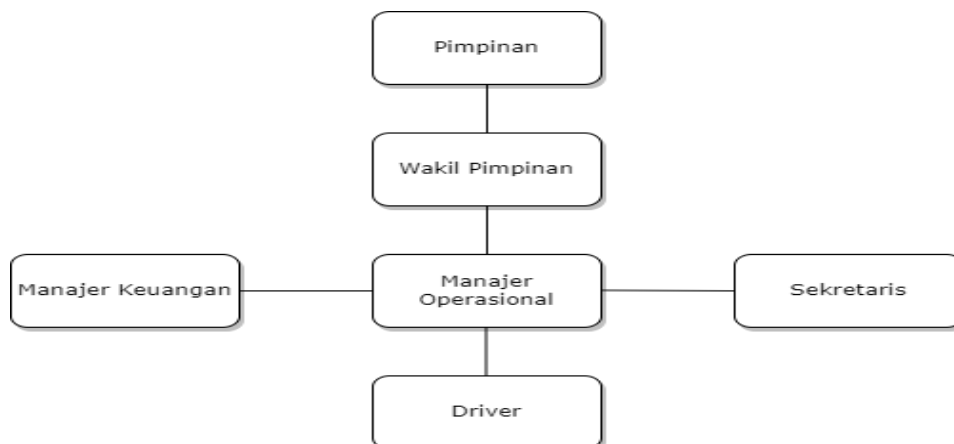 Pimpinan
Wakil Pimpinan
Manajer Keuangan
Manajer
Operasional
Sekretaris
Driver